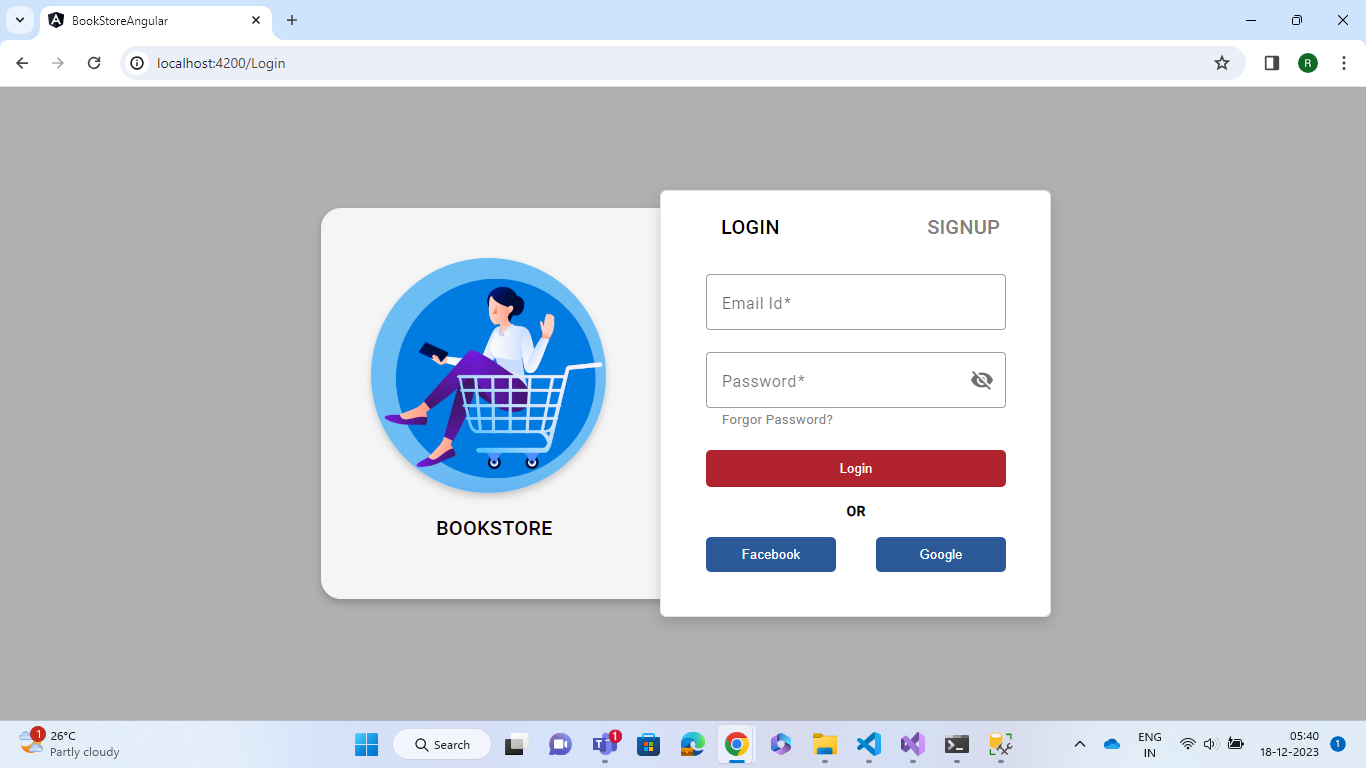 BookStoreAngular
localhost:4200/Login
R
LOGIN SIGNUP
Email Id*
Password*
Forgor Password?
Login
OR
Facebook Google
BOOKSTORE
1
26°C
Partly cloudy
Search
1
ENG
IN
05:40
18-12-2023
1